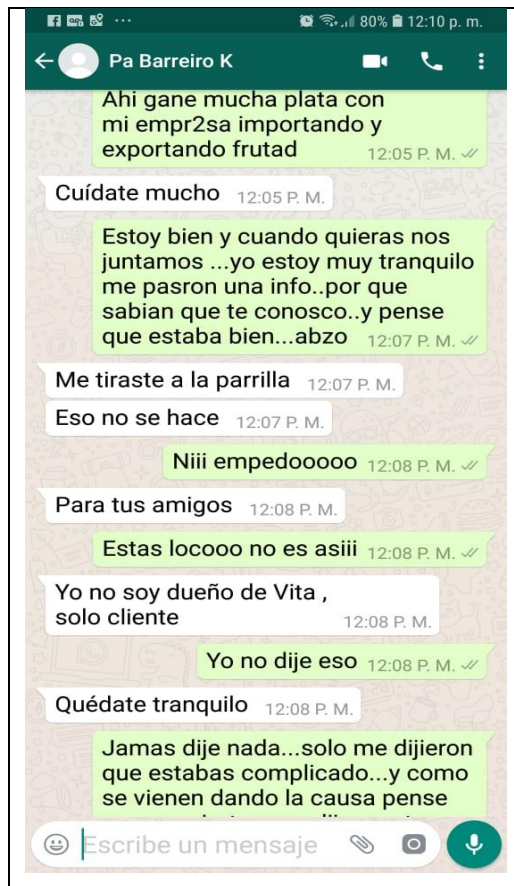 80% 12:10 p. m.
Pa Barreiro K
Ahi gane mucha plata con
mi empr2sa importando y
exportando frutad 12:05 P. M.
Cuídate mucho 12:05 P. M.
Estoy bien y cuando quieras nos
juntamos ...yo estoy muy tranquilo
me pasron una info..por que
sabian que te conosco..y pense
que estaba bien...abzo 12:07 P. M.
Me tiraste a la parrilla 12:07 P. M.
Eso no se hace 12:07 P. M.
Niii empedooooo 12:08 P. M.
Para tus amigos 12:08 P. M.
Estas locooo no es asiii 12:08 P. M.
Yo no soy dueño de Vita ,
solo cliente 12:08 P. M.
Yo no dije eso 12:08 P. M.
Quédate tranquilo 12:08 P. M.
Jamas dije nada...solo me dijieron
que estabas complicado...y como
se vienen dando la causa pense
Escribe un mensaje